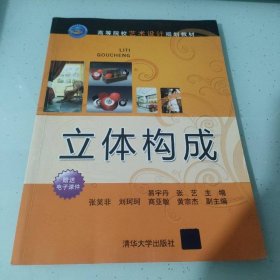 高等院校艺术设计规划教材
LITI
GOUCHENG
立体构成
赠送
电子课件
易宇丹 张艺 主编
张笑非 刘珂珂 商亚敏 黄宗杰 副主编
清华大学出版社